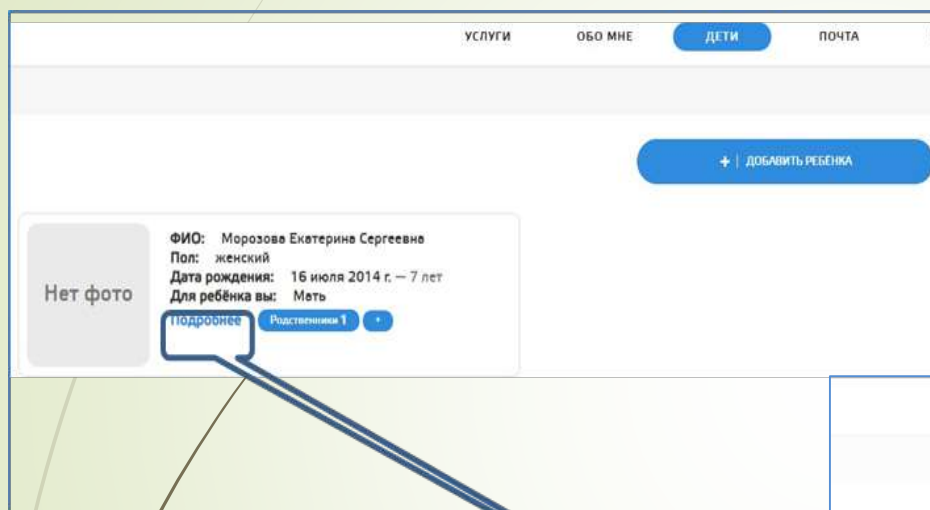 УСЛУГИ ОБО МНЕ ДЕТИ ПОЧТА
+ | ДОБАВИТЬ РЕБЁНКА
Нет фото
ФИО: Морозова Екатерина Сергеевна
Пол: женский
Дата рождения: 16 июля 2014 г. — 7 лет
Для ребёнка вы: Мать
Подробнее Родственники 1 +